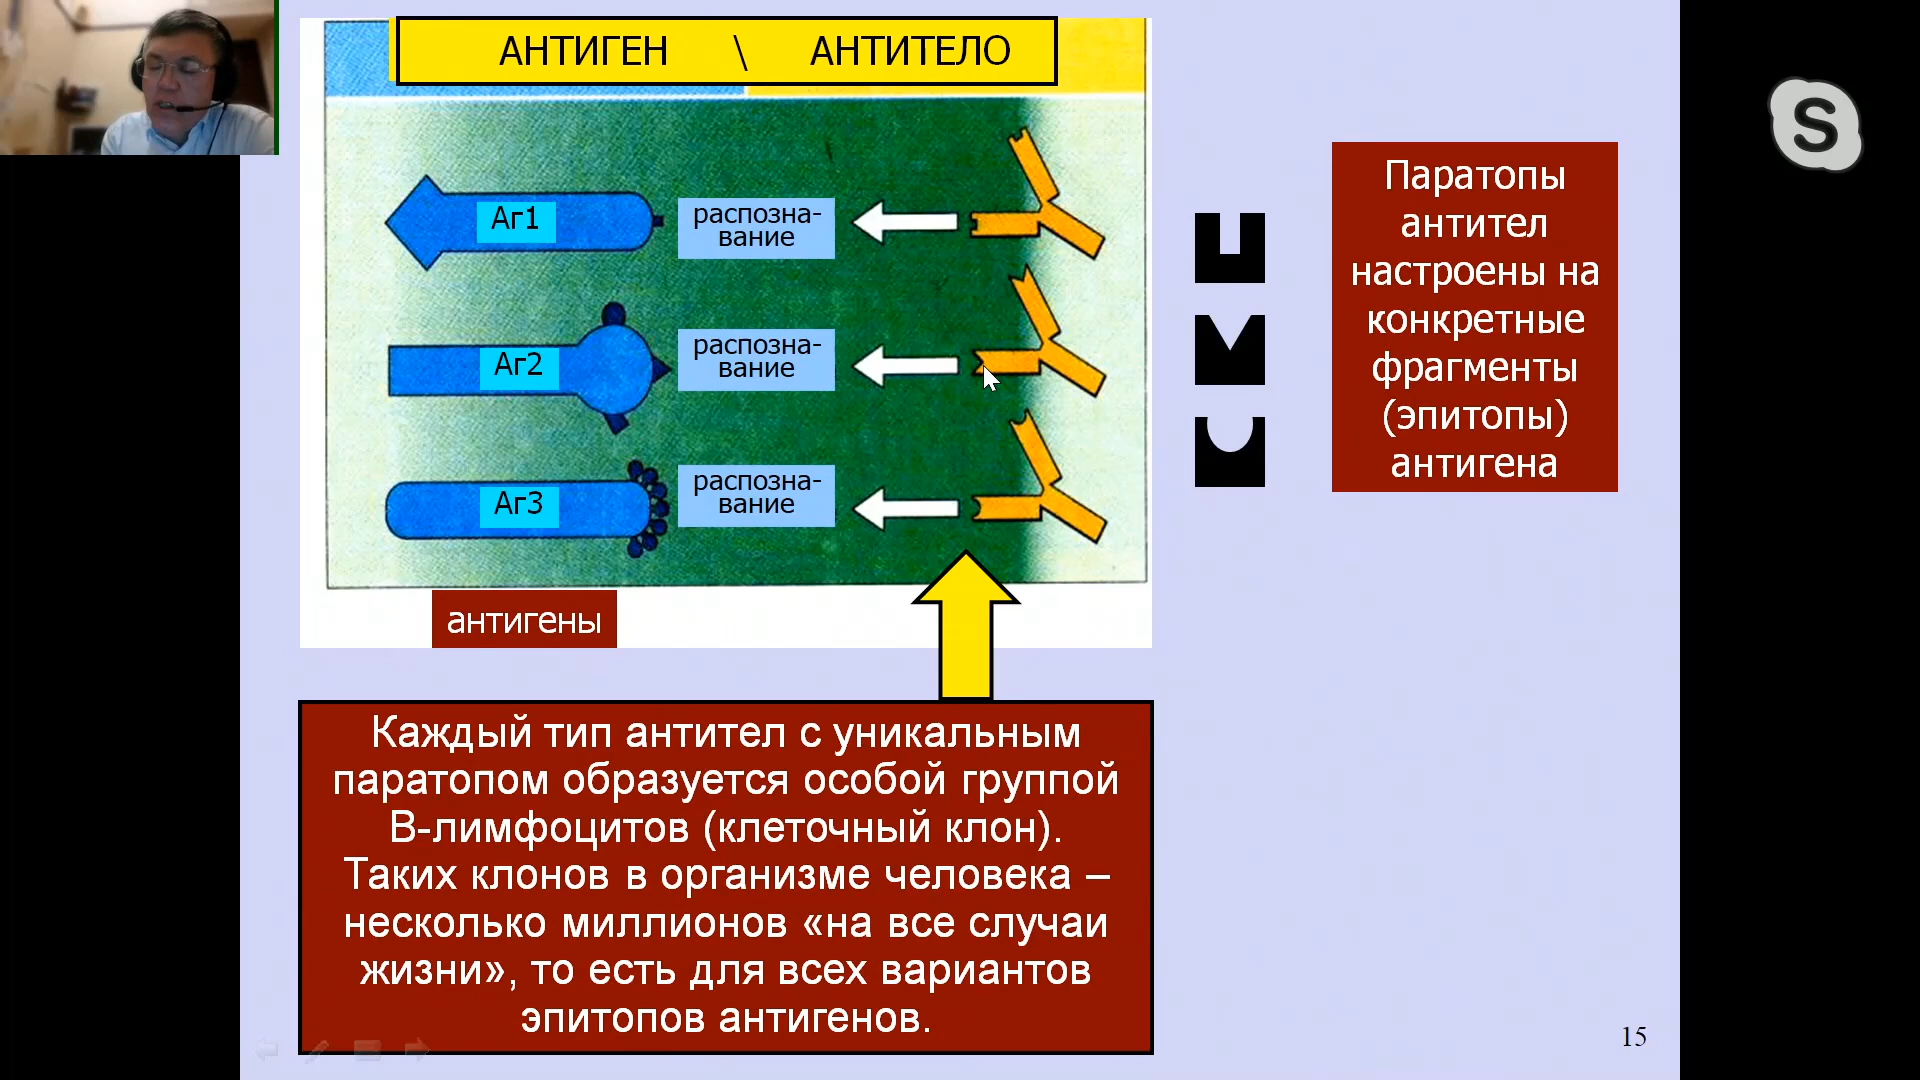 АНТИГЕН \ АНТИТЕЛО
Аг1
распозна-
вание
Аг2
распозна-
вание
Аг3
распозна-
вание
антигены
Паратопы
антител
настроены на
конкретные
фрагменты
(эпитопы)
антигена
S
Каждый тип антител с уникальным
паратопом образуется особой группой
В-лимфоцитов (клеточный клон).
Таких клонов в организме человека –
несколько миллионов «на все случаи
жизни», то есть для всех вариантов
эпитопов антигенов.
15